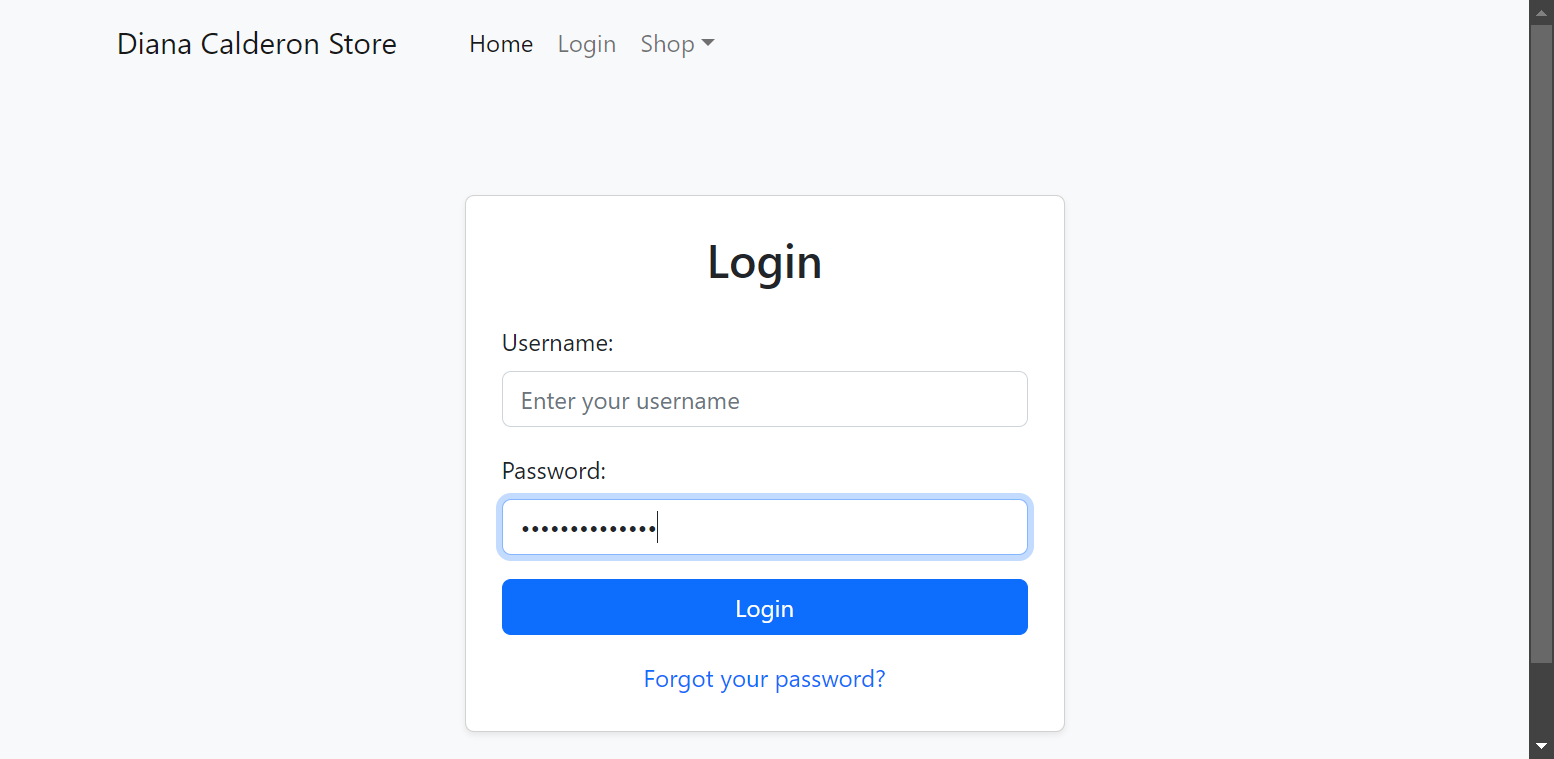 Diana Calderon Store Home Login Shop
Login
Username:
Enter your username
Password:
••••••••••••••
Login
Forgot your password?